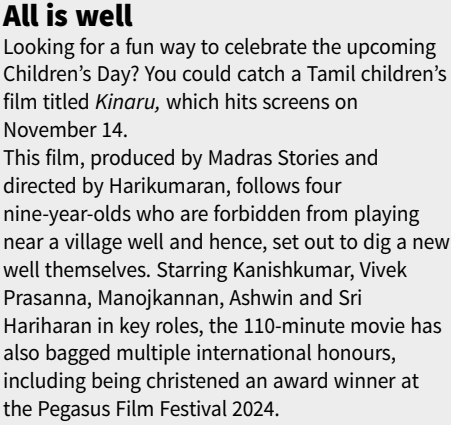 All is well
Looking for a fun way to celebrate the upcoming
Children’s Day? You could catch a Tamil children’s
film titled Kinaru, which hits screens on
November 14.
This film, produced by Madras Stories and
directed by Harikumaran, follows four
nine-year-olds who are forbidden from playing
near a village well and hence, set out to dig a new
well themselves. Starring Kanishkumar, Vivek
Prasanna, Manojkannan, Ashwin and Sri
Hariharan in key roles, the 110-minute movie has
also bagged multiple international honours,
including being christened an award winner at
the Pegasus Film Festival 2024.